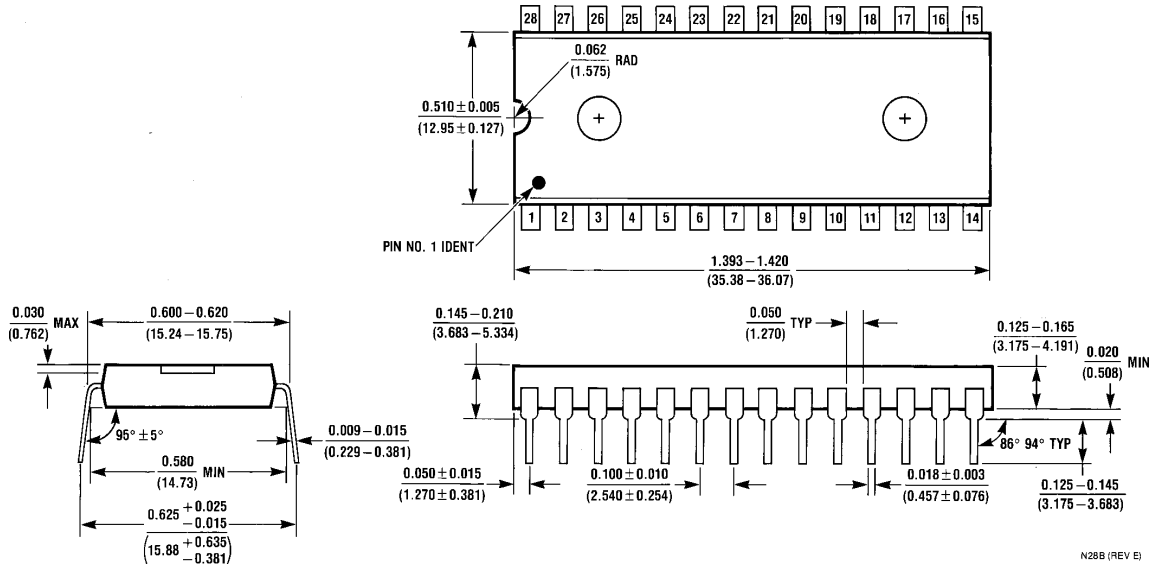 28 27 26 25 24 23 22 21 20 19 18 17 16 15
0.062
(1.575)
RAD
0.510 ± 0.005
(12.95 ± 0.127)
1 2 3 4 5 6 7 8 9 10 11 12 13 14
PIN NO. 1 IDENT
1.393 – 1.420
(35.38 – 36.07)
0.030
(0.762)
MAX
0.600 – 0.620
(15.24 – 15.75)
95° ± 5°
0.009 – 0.015
(0.229 – 0.381)
0.580
(14.73)
MIN
0.625 +0.025
–0.015
(15.88 +0.635
–0.381)
0.145 – 0.210
(3.683 – 5.334)
0.050
(1.270)
TYP
0.125 – 0.165
(3.175 – 4.191)
0.020
(0.508)
MIN
86° 94° TYP
0.050 ± 0.015
(1.270 ± 0.381)
0.100 ± 0.010
(2.540 ± 0.254)
0.018 ± 0.003
(0.457 ± 0.076)
0.125 – 0.145
(3.175 – 3.683)
N28B (REV E)